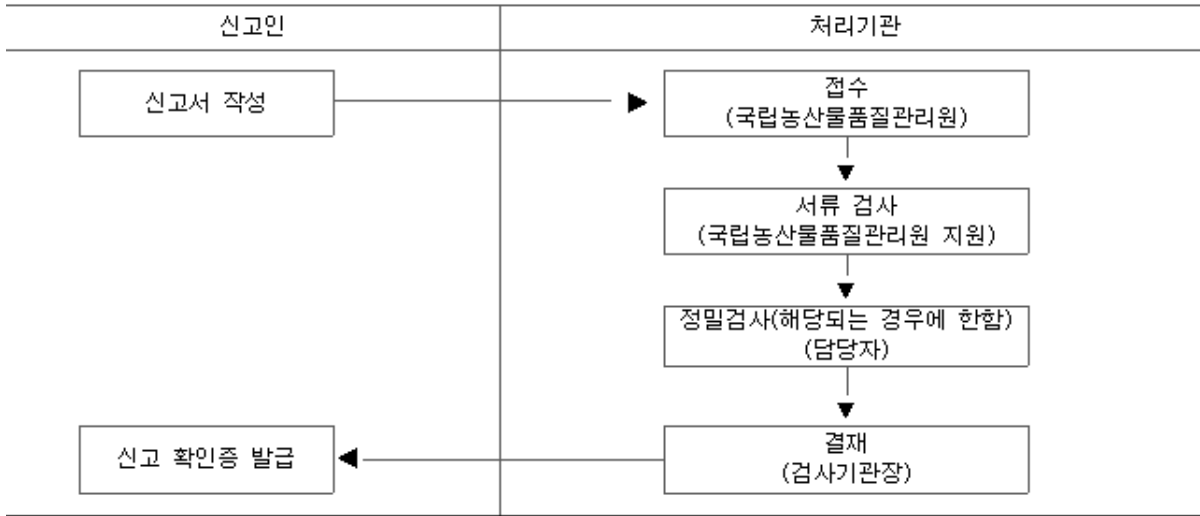 신고인
처리기관
신고서 작성
접수
(국립농산물품질관리원)
서류 검사
(국립농산물품질관리원 지원)
정밀검사(해당되는 경우에 한함)
(담당자)
신고 확인증 발급
결재
(검사기관장)